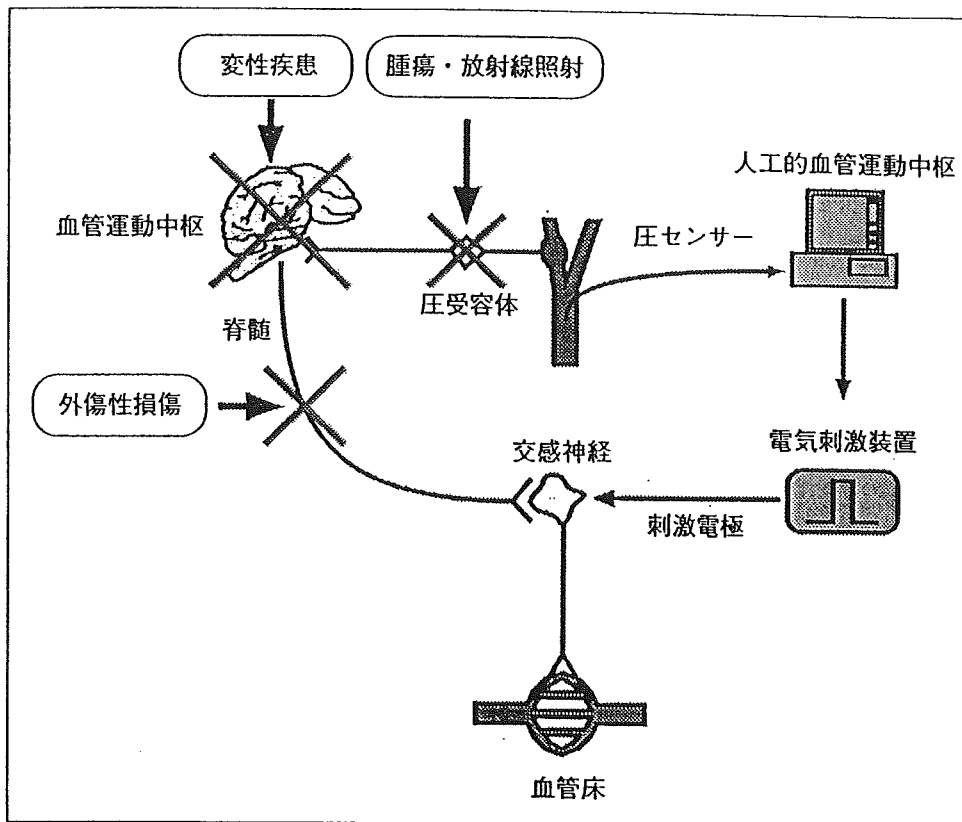 変性疾患
腫瘍・放射線照射
人工的血管運動中枢
血管運動中枢
圧センサー
圧受容体
脊髄
外傷性損傷
交感神経
電気刺激装置
刺激電極
血管床